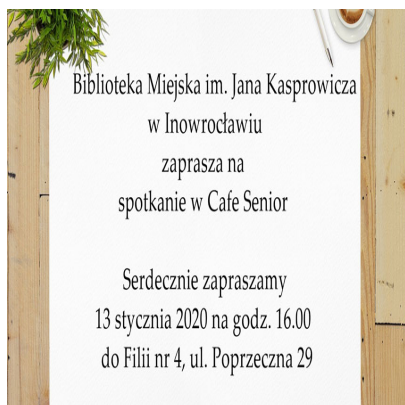 Biblioteka Miejska im. Jana Kasprowicza
w Inowrocławiu
zaprasza na
spotkanie w Cafe Senior
Serdecznie zapraszamy
13 stycznia 2020 na godz. 16.00
do Filii nr 4, ul. Poprzeczna 29